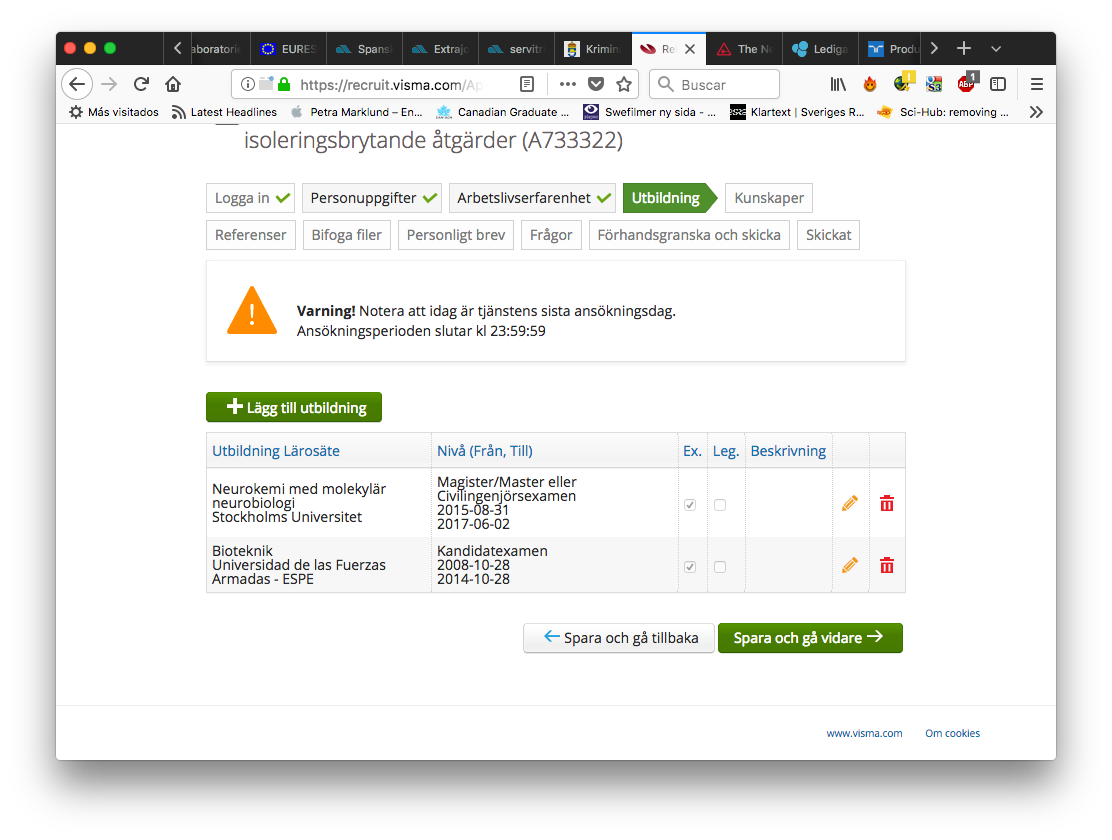 aboratorie
EURES
Spans
Extrajo
servitr
Krimin
Re
The Ne
Lediga
Produ
https://recruit.visma.com/Ap
Buscar
ABP
1
Más visitados
Latest Headlines
Petra Marklund – En...
Canadian Graduate ...
Swefilmer ny sida - ...
Klartext | Sveriges R...
Sci-Hub: removing ...
isoleringsbrytande åtgärder (A733322)
Logga in
Personuppgifter
Arbetslivserfarenhet
Utbildning
Kunskaper
Referenser
Bifoga filer
Personligt brev
Frågor
Förhandsgranska och skicka
Skickat
Varning! Notera att idag är tjänstens sista ansökningsdag.
Ansökningsperioden slutar kl 23:59:59
Lägg till utbildning
Utbildning Lärosäte
Nivå (Från, Till)
Ex.
Leg.
Beskrivning
Neurokemi med molekylär
neurobiologi
Stockholms Universitet
Magister/Master eller
Civilingenjörsexamen
2015-08-31
2017-06-02
Bioteknik
Universidad de las Fuerzas
Armadas - ESPE
Kandidatexamen
2008-10-28
2014-10-28
Spara och gå tillbaka
Spara och gå vidare
www.visma.com
Om cookies